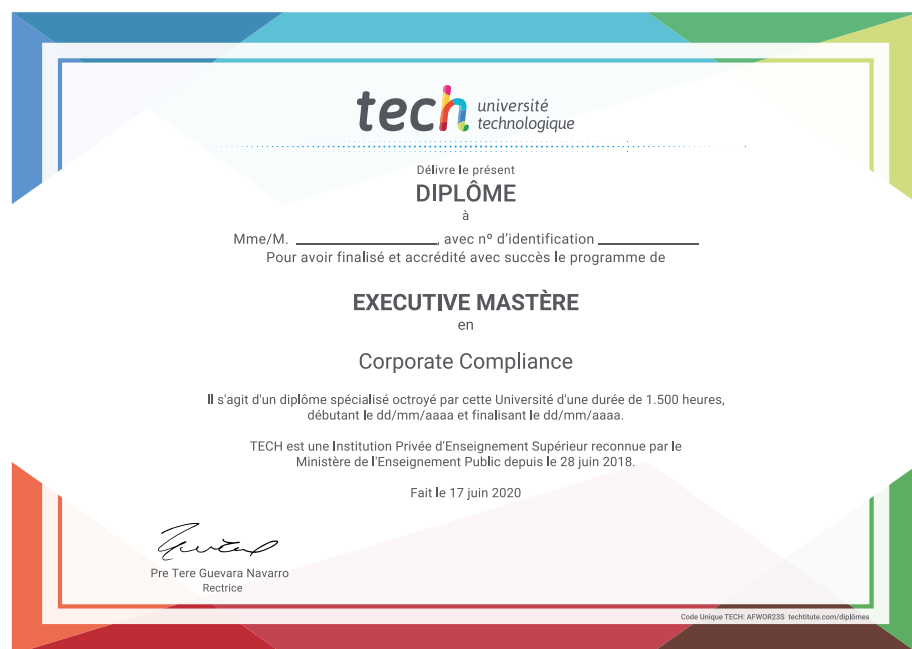 tech université
technologique
Délivre le présent
DIPLÔME
à
Mme/M. ____________________, avec nº d'identification ______________
Pour avoir finalisé et accrédité avec succès le programme de
EXECUTIVE MASTÈRE
en
Corporate Compliance
Il s'agit d'un diplôme spécialisé octroyé par cette Université d'une durée de 1.500 heures,
débutant le dd/mm/aaaa et finalisant le dd/mm/aaaa.
TECH est une Institution Privée d'Enseignement Supérieur reconnue par le
Ministère de l'Enseignement Public depuis le 28 juin 2018.
Fait le 17 juin 2020
Pre Tere Guevara Navarro
Rectrice
Code Unique TECH: AFWOR23S techtitute.com/diplômes